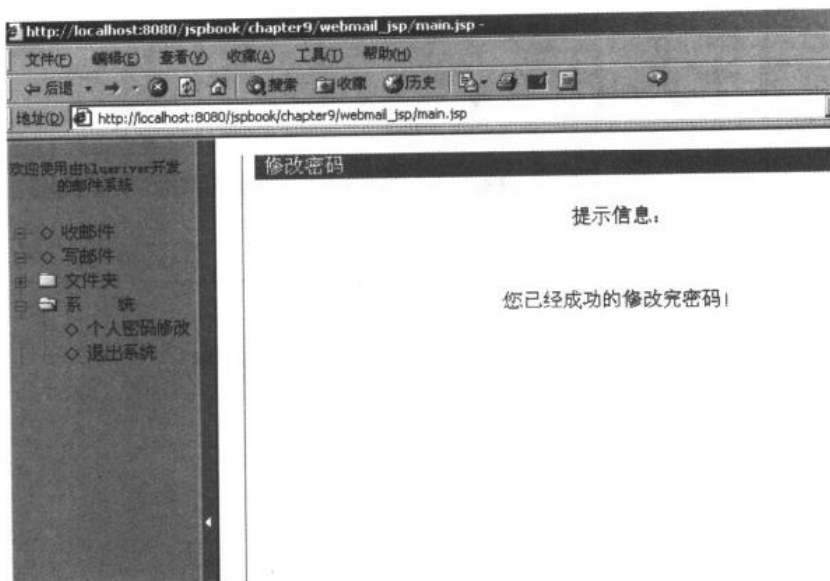 http://localhost:8080/jspbook/chapter9/webmail_jsp/main.jsp -
文件(F) 编辑(E) 查看(V) 收藏(A) 工具(T) 帮助(H)
后退 搜索 收藏 历史
地址(D) http://localhost:8080/jspbook/chapter9/webmail_jsp/main.jsp
欢迎使用由blueriver开发
的邮件系统
收邮件
写邮件
文件夹
系 统
个人密码修改
退出系统
修改密码
提示信息:
您已经成功的修改完密码!